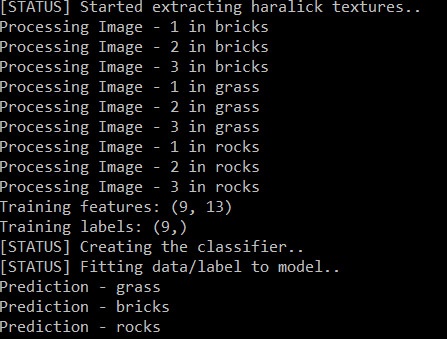 [STATUS] Started extracting haralick textures..
Processing Image - 1 in bricks
Processing Image - 2 in bricks
Processing Image - 3 in bricks
Processing Image - 1 in grass
Processing Image - 2 in grass
Processing Image - 3 in grass
Processing Image - 1 in rocks
Processing Image - 2 in rocks
Processing Image - 3 in rocks
Training features: (9, 13)
Training labels: (9,)
[STATUS] Creating the classifier..
[STATUS] Fitting data/label to model..
Prediction - grass
Prediction - bricks
Prediction - rocks